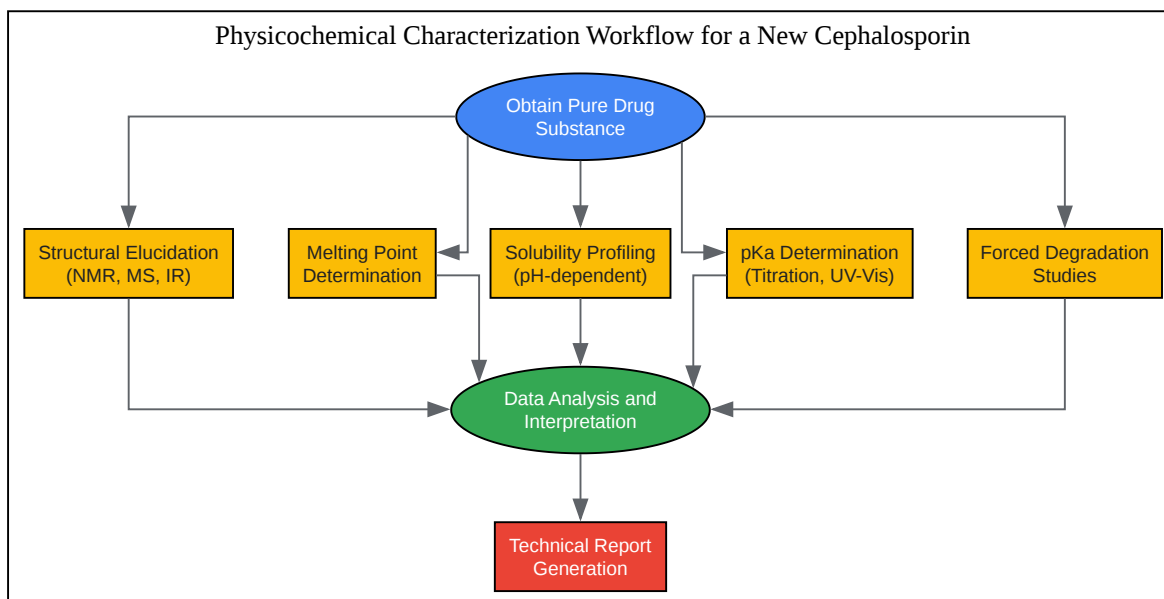 Physicochemical Characterization Workflow for a New Cephalosporin
Obtain Pure Drug
Substance
Structural Elucidation
(NMR, MS, IR)
Melting Point
Determination
Solubility Profiling
(pH-dependent)
pKa Determination
(Titration, UV-Vis)
Forced Degradation
Studies
Data Analysis and
Interpretation
Technical Report
Generation